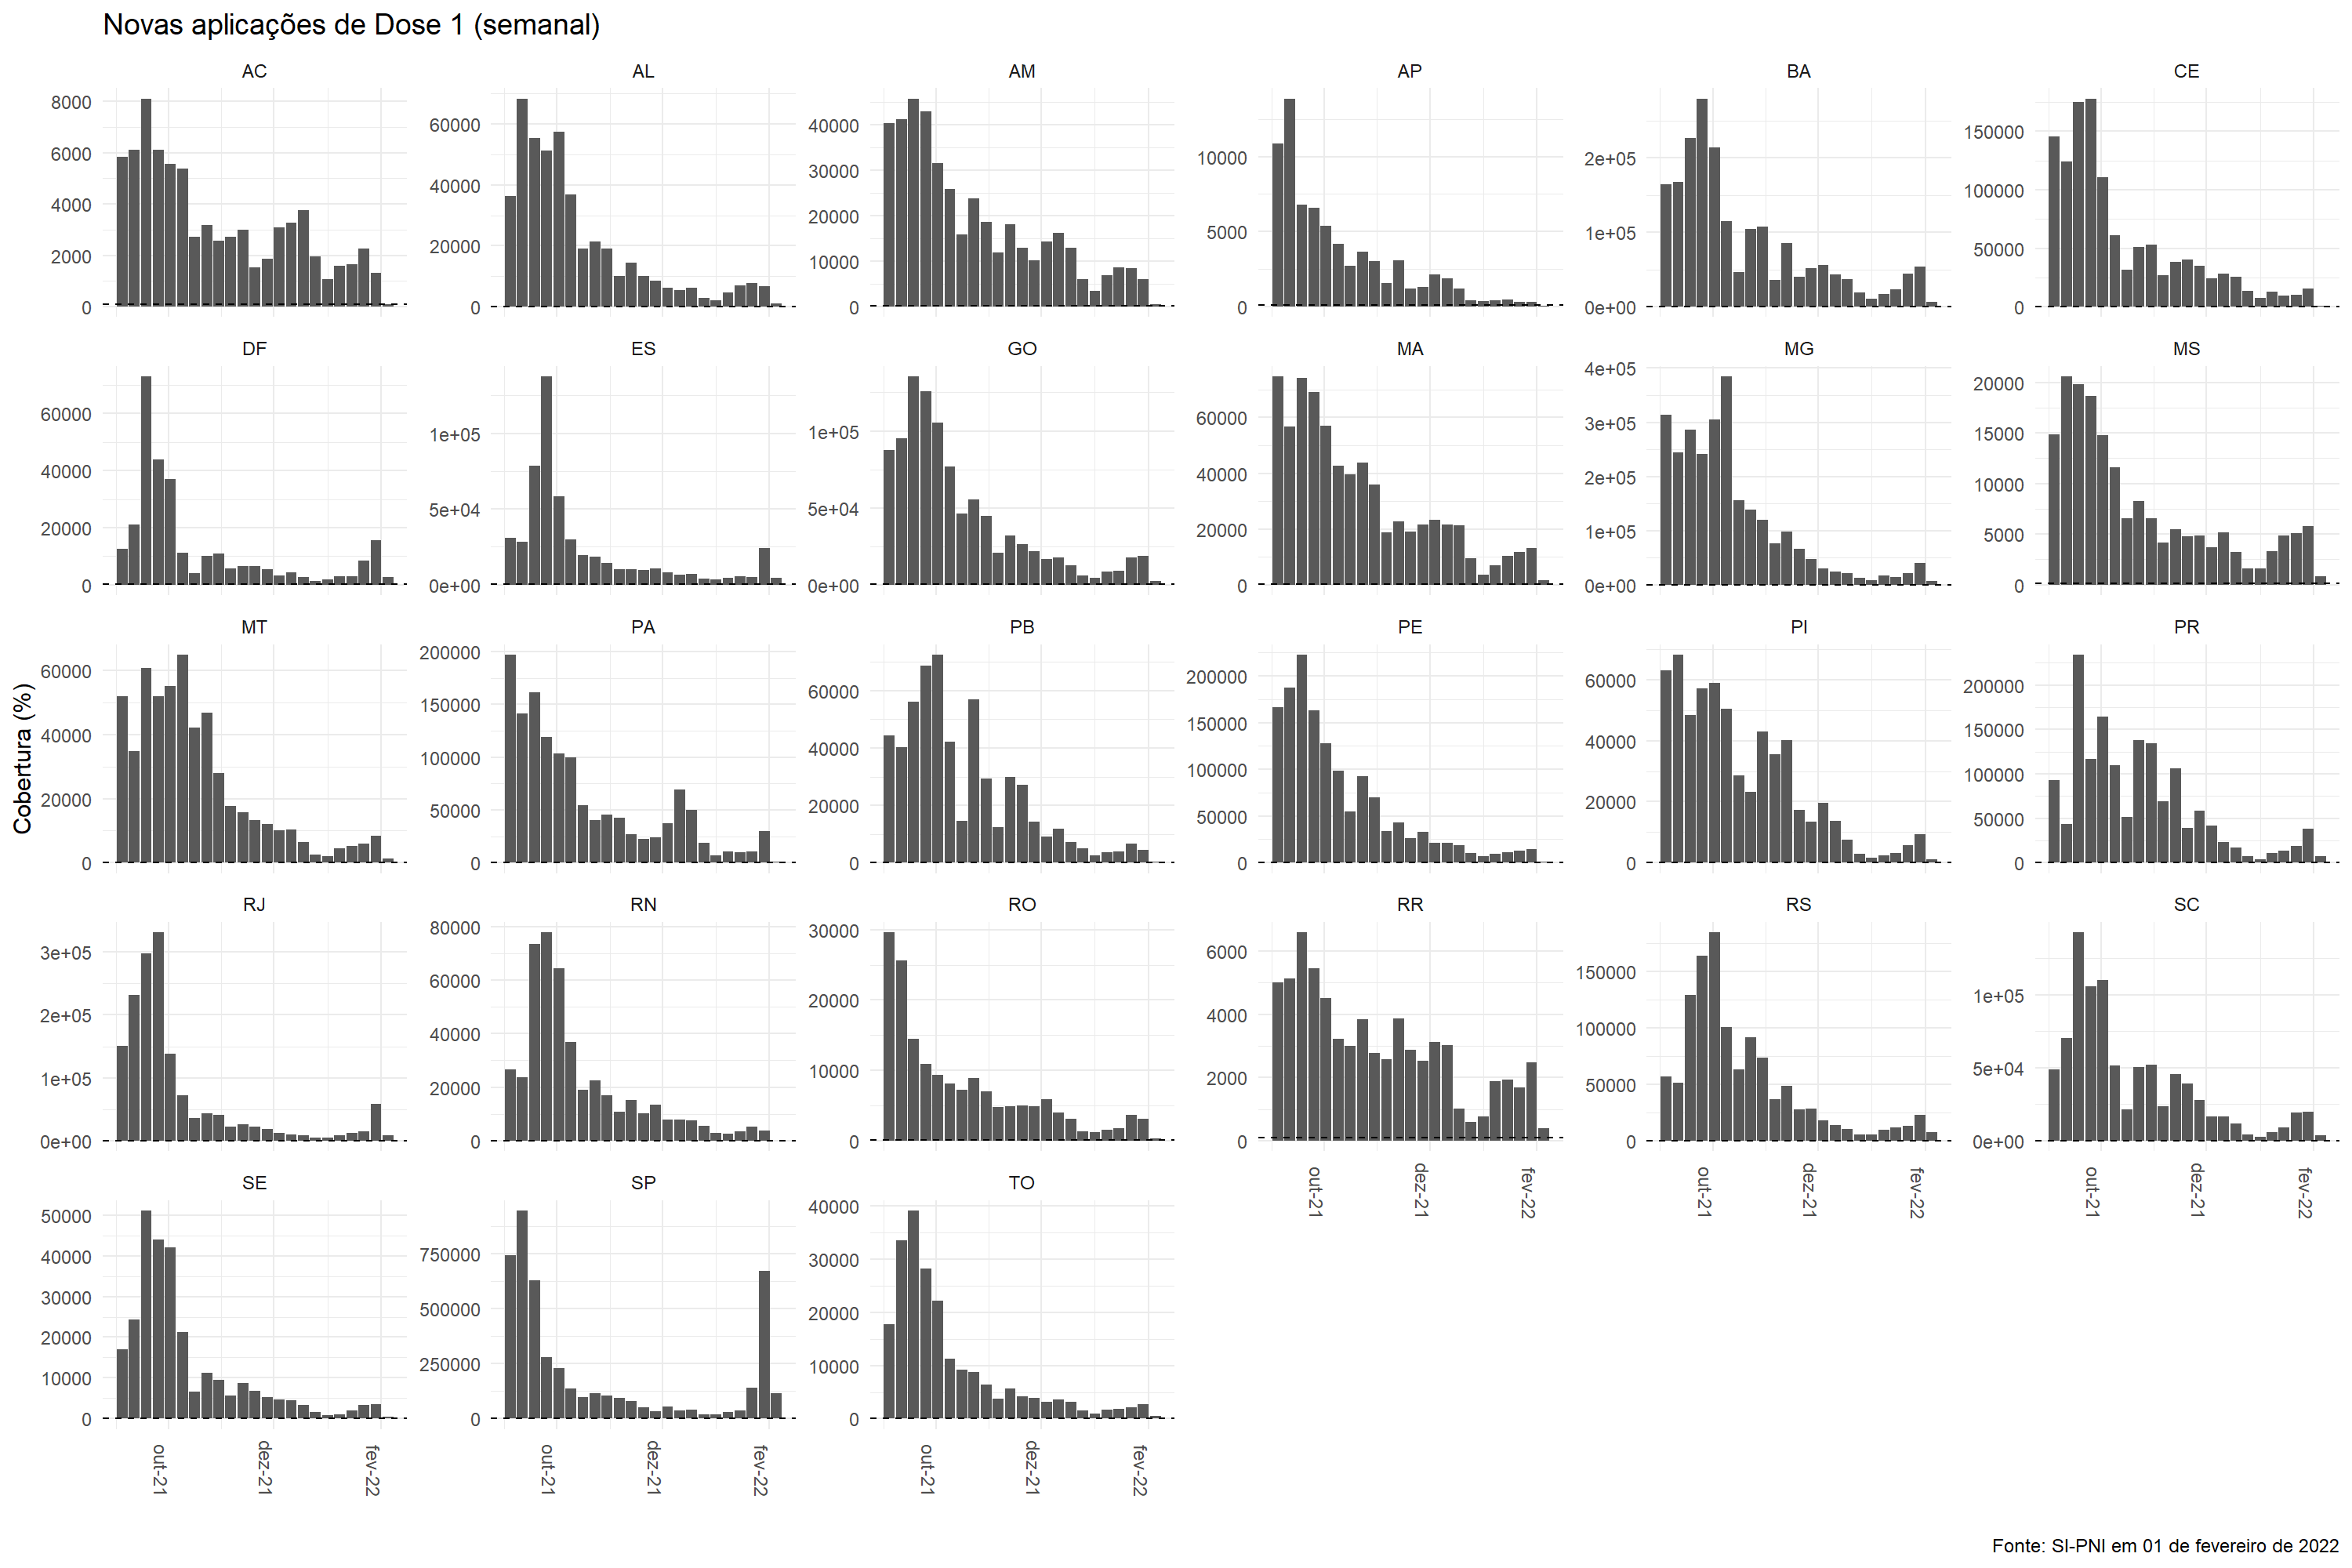 Novas aplicações de Dose 1 (semanal)
AC AL AM AP BA CE
8000 6000 4000 2000 0
60000 40000 20000 0
40000 30000 20000 10000 0
10000 5000 0
2e+05 1e+05 0e+00
150000 100000 50000 0
DF ES GO MA MG MS
60000 40000 20000 0
1e+05 5e+04 0e+00
1e+05 5e+04 0e+00
60000 40000 20000 0
4e+05 3e+05 2e+05 1e+05 0e+00
20000 15000 10000 5000 0
Cobertura (%)
MT PA PB PE PI PR
60000 40000 20000 0
200000 150000 100000 50000 0
60000 40000 20000 0
200000 150000 100000 50000 0
60000 40000 20000 0
200000 150000 100000 50000 0
RJ RN RO RR RS SC
3e+05 2e+05 1e+05 0e+00
80000 60000 40000 20000 0
30000 20000 10000 0
6000 4000 2000 0
150000 100000 50000 0
1e+05 5e+04 0e+00
out-21 dez-21 fev-22
out-21 dez-21 fev-22
out-21 dez-21 fev-22
SE SP TO
50000 40000 30000 20000 10000 0
750000 500000 250000 0
40000 30000 20000 10000 0
out-21 dez-21 fev-22
out-21 dez-21 fev-22
out-21 dez-21 fev-22
Fonte: SI-PNI em 01 de fevereiro de 2022